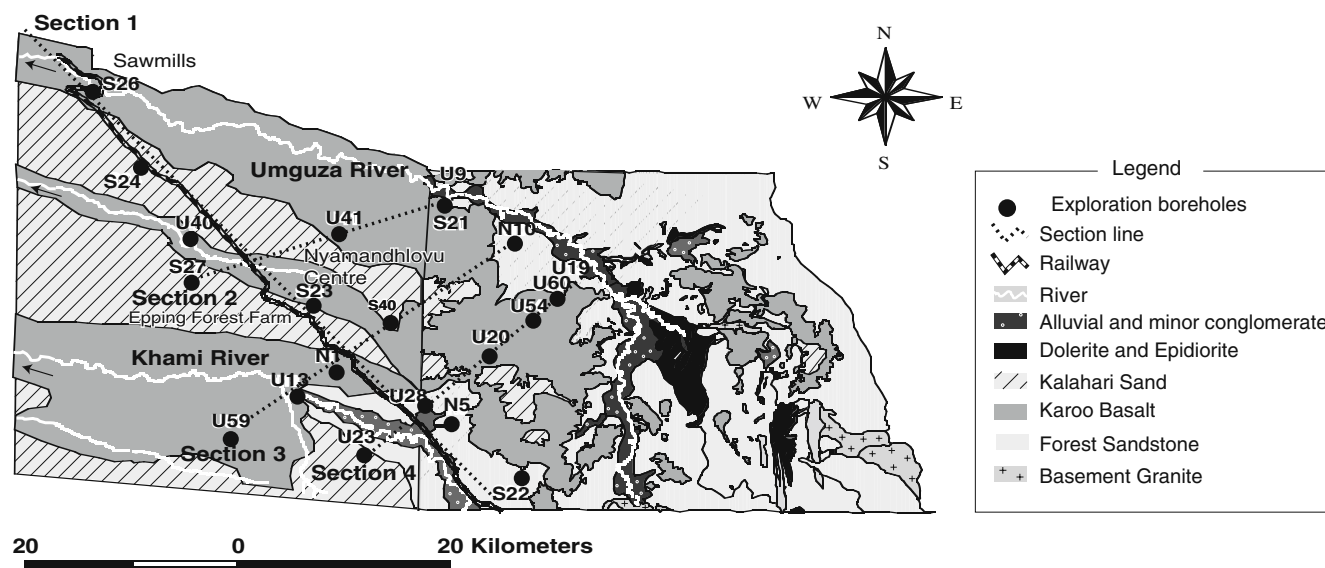 Section 1
Sawmills
S26
N
W
E
S
Umguza River
U9
S24
S21
U41
U40
N10
Nyamandhlovu
Centre
S27
U19
U60
Section 2
S23
S40
U54
Epping Forest Farm
U20
Khami River
N1
U13
U28
N5
U59
U23
Section 3
Section 4
S22
20
0
20 Kilometers
Legend
Exploration boreholes
Section line
Railway
River
Alluvial and minor conglomerate
Dolerite and Epidiorite
Kalahari Sand
Karoo Basalt
Forest Sandstone
Basement Granite